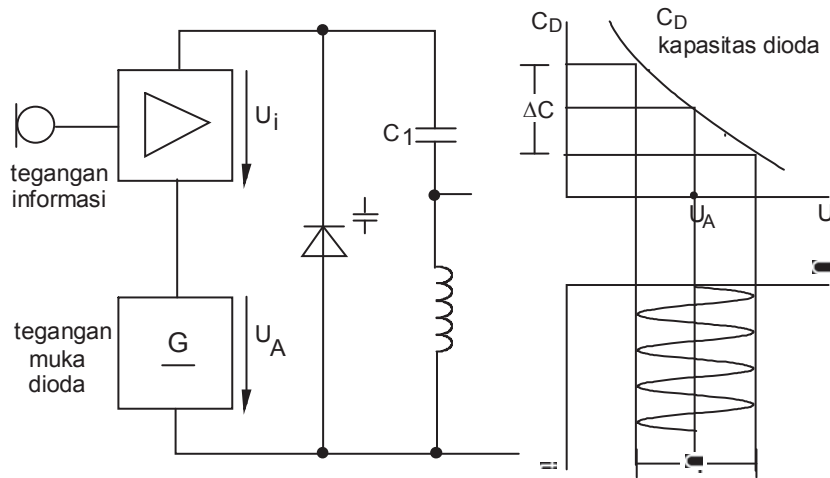 U_i
tegangan
informasi
tegangan
muka
dioda
G
U_A
C_1
C_D
C_D
kapasitas dioda
ΔC
U_A
U